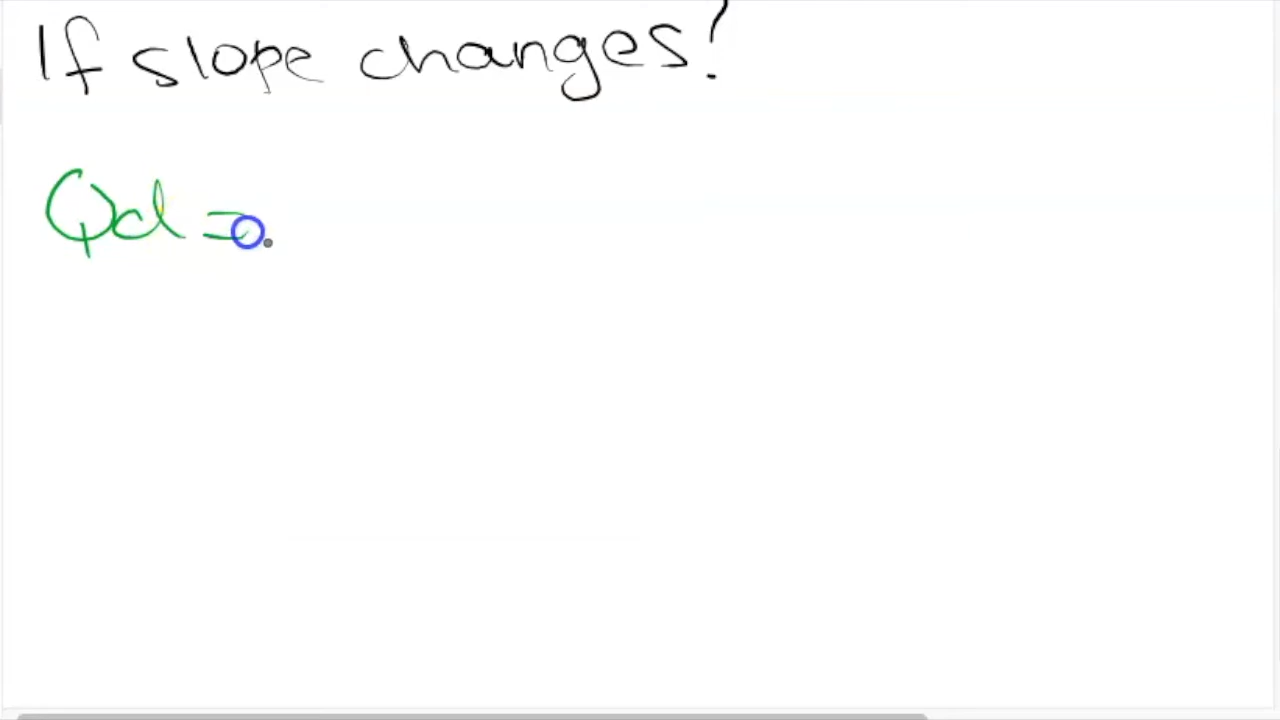 If slope changes?
Qd =